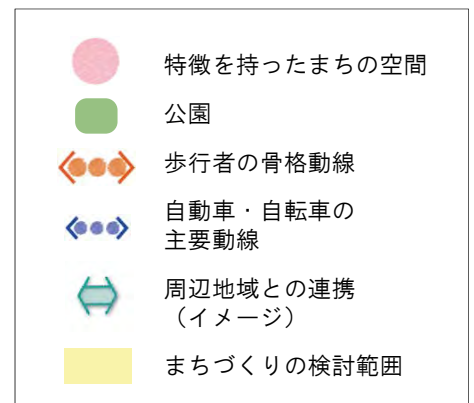 特徴を持ったまちの空間
公園
歩行者の骨格動線
自動車・自転車の
主要動線
周辺地域との連携
（イメージ）
まちづくりの検討範囲